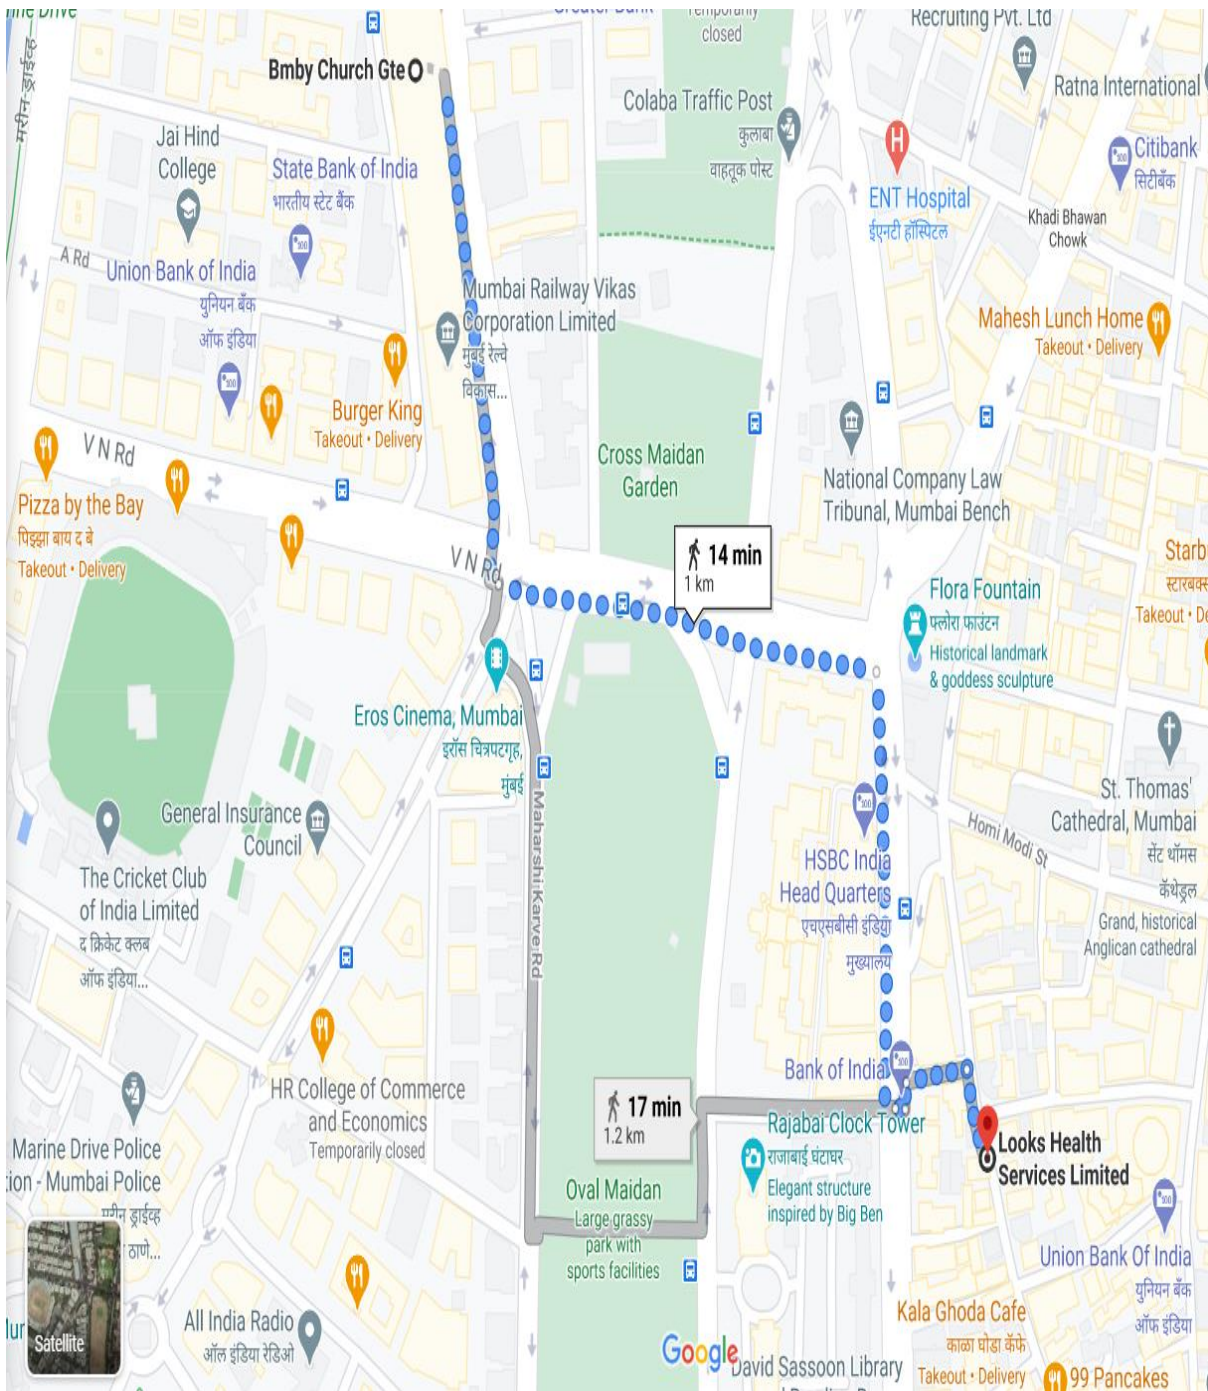 मरीन ड्राईव्ह
Bmby Church Gte
closed
Recruiting Pvt. Ltd
Ratna International
Colaba Traffic Post
कुलाबा
वाहतूक पोस्ट
Jai Hind
College
State Bank of India
भारतीय स्टेट बैंक
Citibank
सिटीबँक
ENT Hospital
ईएनटी हॉस्पिटल
Khadi Bhawan
Chowk
A Rd
Union Bank of India
युनियन बँक
ऑफ इंडिया
Mumbai Railway Vikas
Corporation Limited
मुंबई रेल्वे
विकास...
Mahesh Lunch Home
Takeout • Delivery
Burger King
Takeout • Delivery
V N Rd
Cross Maidan
Garden
National Company Law
Tribunal, Mumbai Bench
Pizza by the Bay
पिझ्झा बाय द बे
Takeout • Delivery
V N Rd
14 min
1 km
Flora Fountain
फ्लोरा फाउंटन
Historical landmark
& goddess sculpture
Starb
स्टारबक्स
Takeout • De
Eros Cinema, Mumbai
इरॉस चित्रपटगृह,
मुंबई
Maharshi Karve Rd
General Insurance
Council
The Cricket Club
of India Limited
द क्रिकेट क्लब
ऑफ इंडिया...
HSBC India
Head Quarters
एचएसबीसी इंडिया
मुख्यालय
Homi Modi St
St. Thomas'
Cathedral, Mumbai
सेंट थॉमस
कॅथेड्रल
Grand, historical
Anglican cathedral
HR College of Commerce
and Economics
Temporarily closed
Bank of India
17 min
1.2 km
Rajabai Clock Tower
राजाबाई घंटाघर
Elegant structure
inspired by Big Ben
Looks Health
Services Limited
Marine Drive Police
tion - Mumbai Police
मरीन ड्राईव्ह
ठाणे...
Oval Maidan
Large grassy
park with
sports facilities
Union Bank Of India
युनियन बँक
ऑफ इंडिया
Satellite
All India Radio
ऑल इंडिया रेडिओ
Google
David Sassoon Library
Kala Ghoda Cafe
काळा घोडा कॅफे
Takeout • Delivery
99 Pancakes